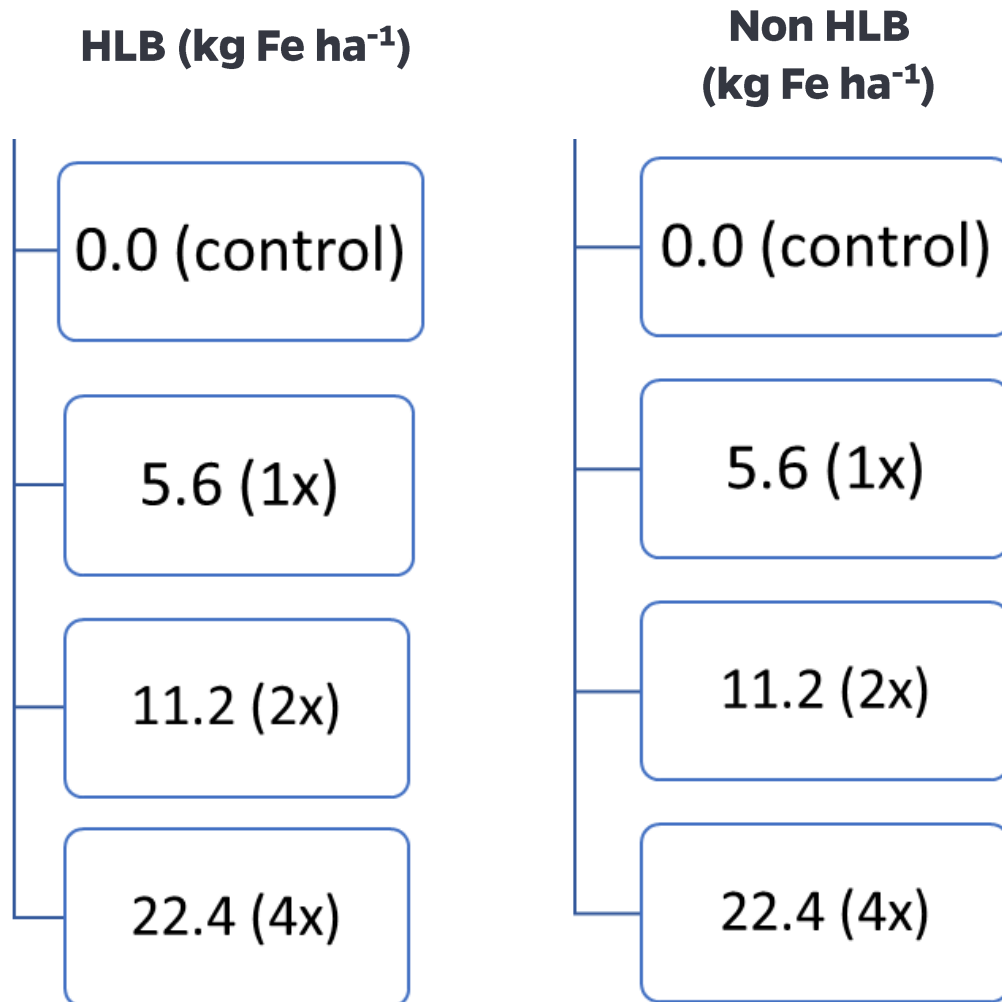 HLB (kg Fe ha⁻¹)
0.0 (control)
5.6 (1x)
11.2 (2x)
22.4 (4x)
Non HLB
(kg Fe ha⁻¹)
0.0 (control)
5.6 (1x)
11.2 (2x)
22.4 (4x)